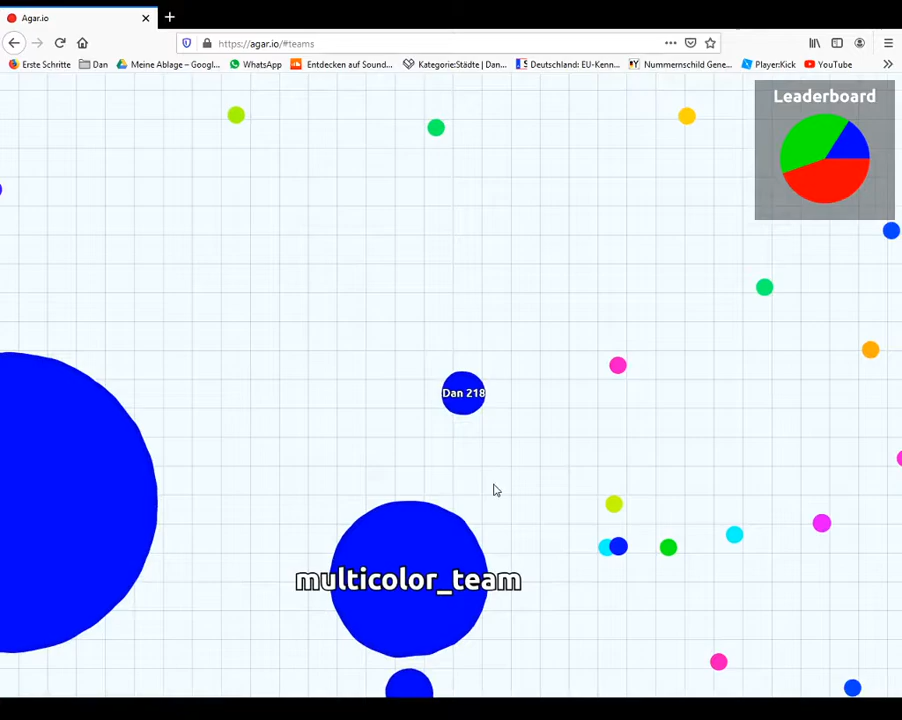 Agar.io
https://agar.io/#teams
Erste Schritte
Dan
Meine Ablage – Googl...
WhatsApp
Entdecken auf Sound...
Kategorie:Städte | Dan...
Deutschland: EU-Kenn...
Nummernschild Gene...
Player:Kick
YouTube
Leaderboard
Dan 218
multicolor_team